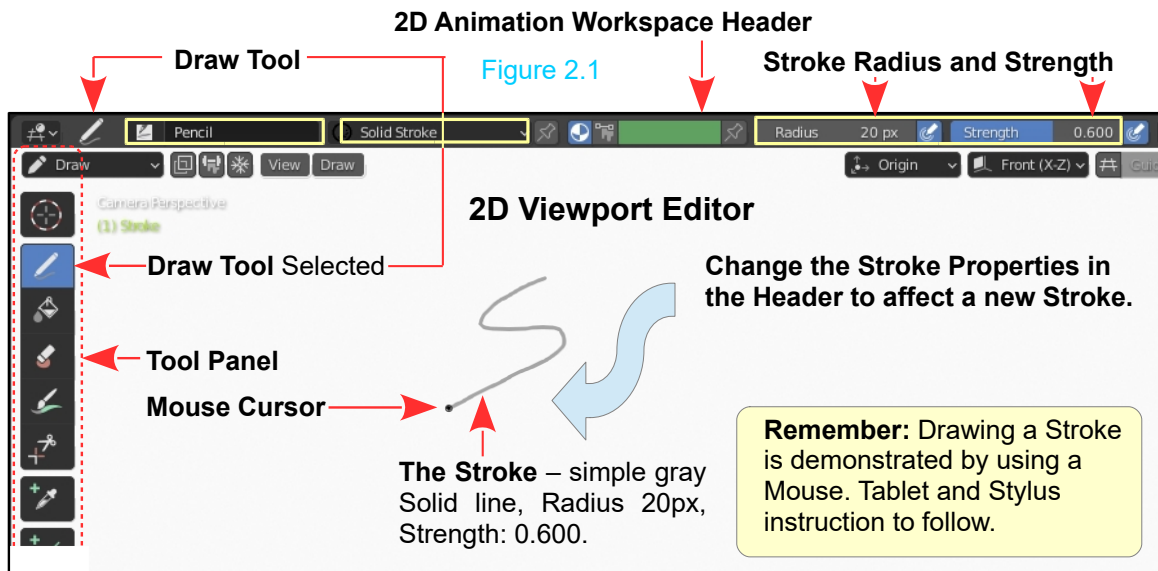 2D Animation Workspace Header
Draw Tool
Figure 2.1
Stroke Radius and Strength
Pencil
Solid Stroke
Radius 20 px
Strength 0.600
Draw
View
Draw
Origin
Front (X-Z)
Camera Perspective
(1) Stroke
2D Viewport Editor
Draw Tool Selected
Change the Stroke Properties in
the Header to affect a new Stroke.
Tool Panel
Mouse Cursor
The Stroke – simple gray
Solid line, Radius 20px,
Strength: 0.600.
Remember: Drawing a Stroke
is demonstrated by using a
Mouse. Tablet and Stylus
instruction to follow.